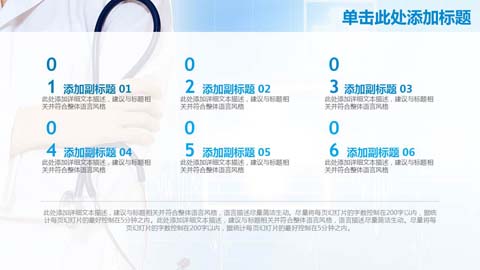 单击此处添加标题
0
1 添加副标题 01
此处添加详细文本描述，建议与标题相
关并符合整体语言风格
0
2 添加副标题 02
此处添加详细文本描述，建议与标题相
关并符合整体语言风格
0
3 添加副标题 03
此处添加详细文本描述，建议与标题相
关并符合整体语言风格
0
4 添加副标题 04
此处添加详细文本描述，建议与标题相
关并符合整体语言风格
0
5 添加副标题 05
此处添加详细文本描述，建议与标题相
关并符合整体语言风格
0
6 添加副标题 06
此处添加详细文本描述，建议与标题相
关并符合整体语言风格
此处添加详细文本描述，建议与标题相关并符合整体语言风格，语言描述尽量简洁生动。尽量将每页幻灯片的字数控制在200字以内，据统
计每页幻灯片的最好控制在5分钟之内。此处添加详细文本描述，建议与标题相关并符合整体语言风格，语言描述尽量简洁生动。尽量将每
页幻灯片的字数控制在200字以内，据统计每页幻灯片的最好控制在5分钟之内。